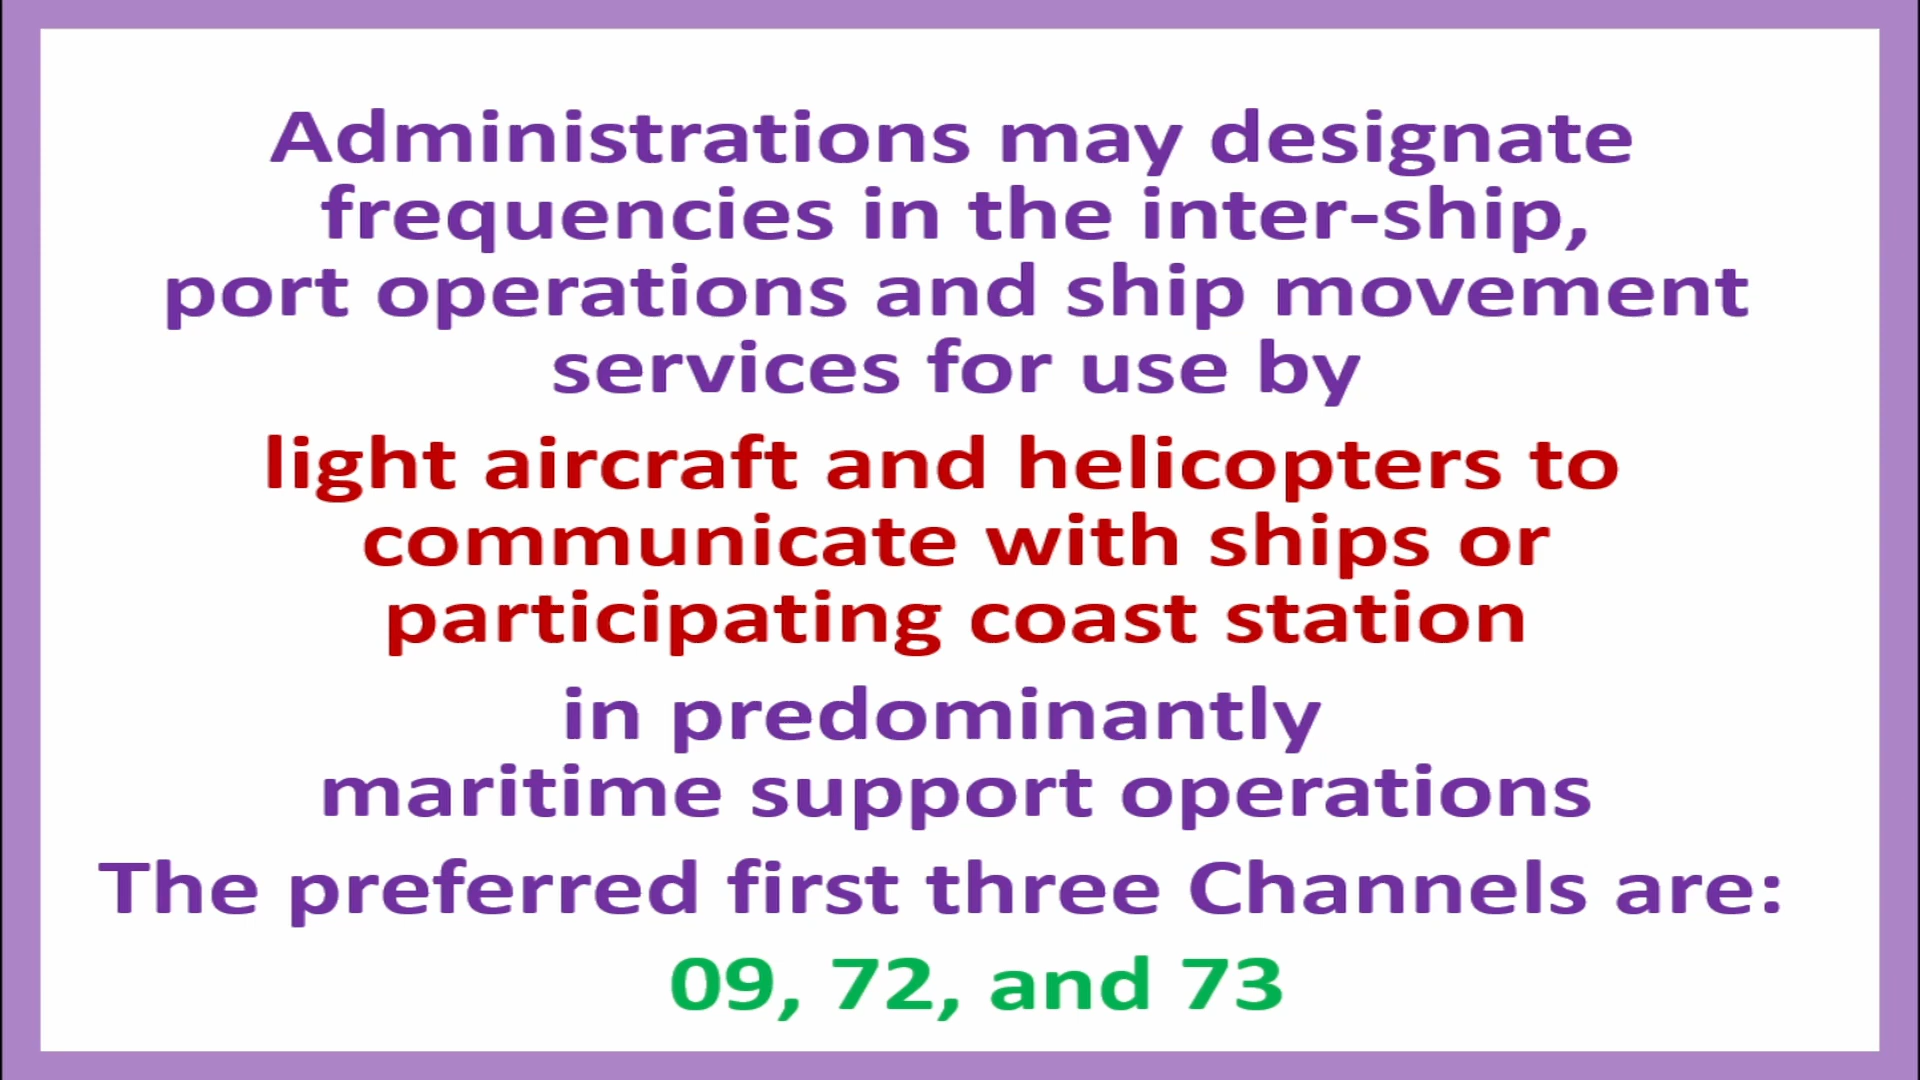 Administrations may designate
frequencies in the inter-ship,
port operations and ship movement
services for use by
light aircraft and helicopters to
communicate with ships or
participating coast station
in predominantly
maritime support operations
The preferred first three Channels are:
09, 72, and 73